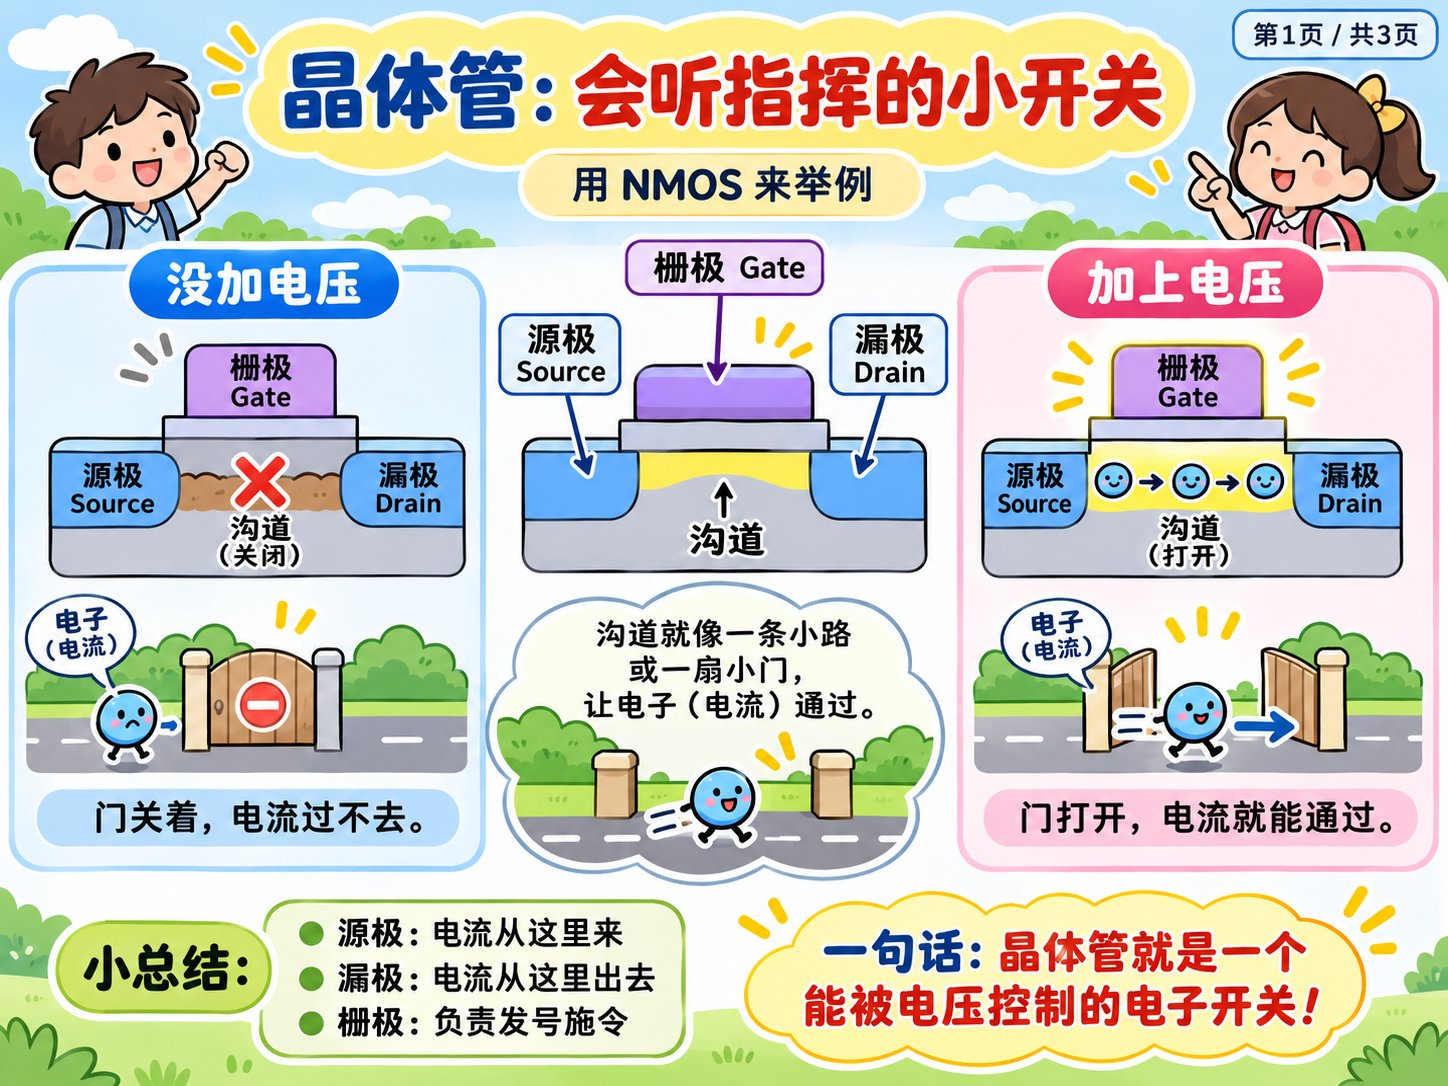 第1页 / 共3页
晶体管：会听指挥的小开关
用 NMOS 来举例
没加电压
栅极
Gate
源极
Source
漏极
Drain
沟道
（关闭）
电子
（电流）
门关着，电流过不去。
栅极 Gate
源极
Source
漏极
Drain
沟道
沟道就像一条小路
或一扇小门，
让电子（电流）通过。
加上电压
栅极
Gate
源极
Source
漏极
Drain
沟道
（打开）
电子
（电流）
门打开，电流就能通过。
小总结：
源极：电流从这里来
漏极：电流从这里出去
栅极：负责发号施令
一句话：晶体管就是一个
能被电压控制的电子开关！